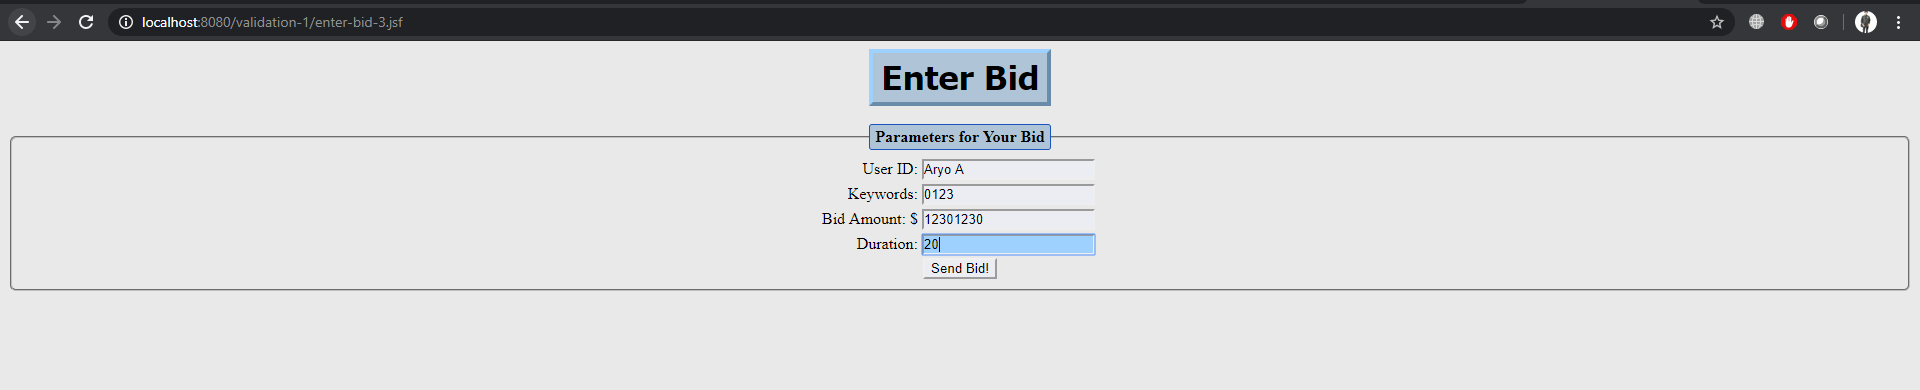 localhost:8080/validation-1/enter-bid-3.jsf
Enter Bid
Parameters for Your Bid
User ID: Aryo A
Keywords: 0123
Bid Amount: $ 12301230
Duration: 20
Send Bid!